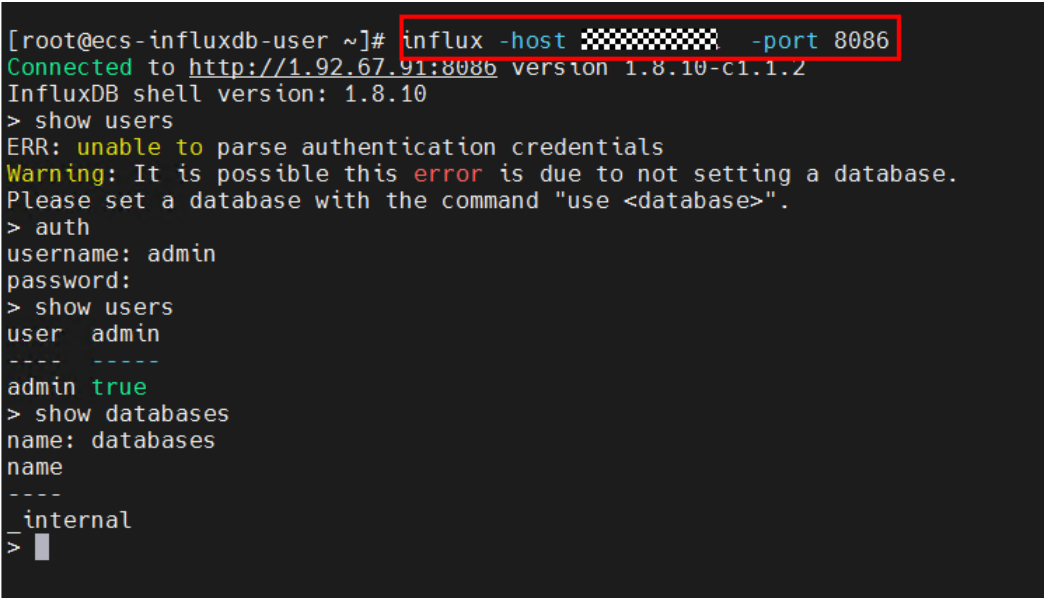 [root@ecs-influxdb-user ~]# influx -host -port 8086
Connected to http://1.92.67.91:8086 version 1.8.10-c1.1.2
InfluxDB shell version: 1.8.10
> show users
ERR: unable to parse authentication credentials
Warning: It is possible this error is due to not setting a database.
Please set a database with the command "use <database>".
> auth
username: admin
password:
> show users
user  admin
----  -----
admin true
> show databases
name: databases
name
----
_internal
>